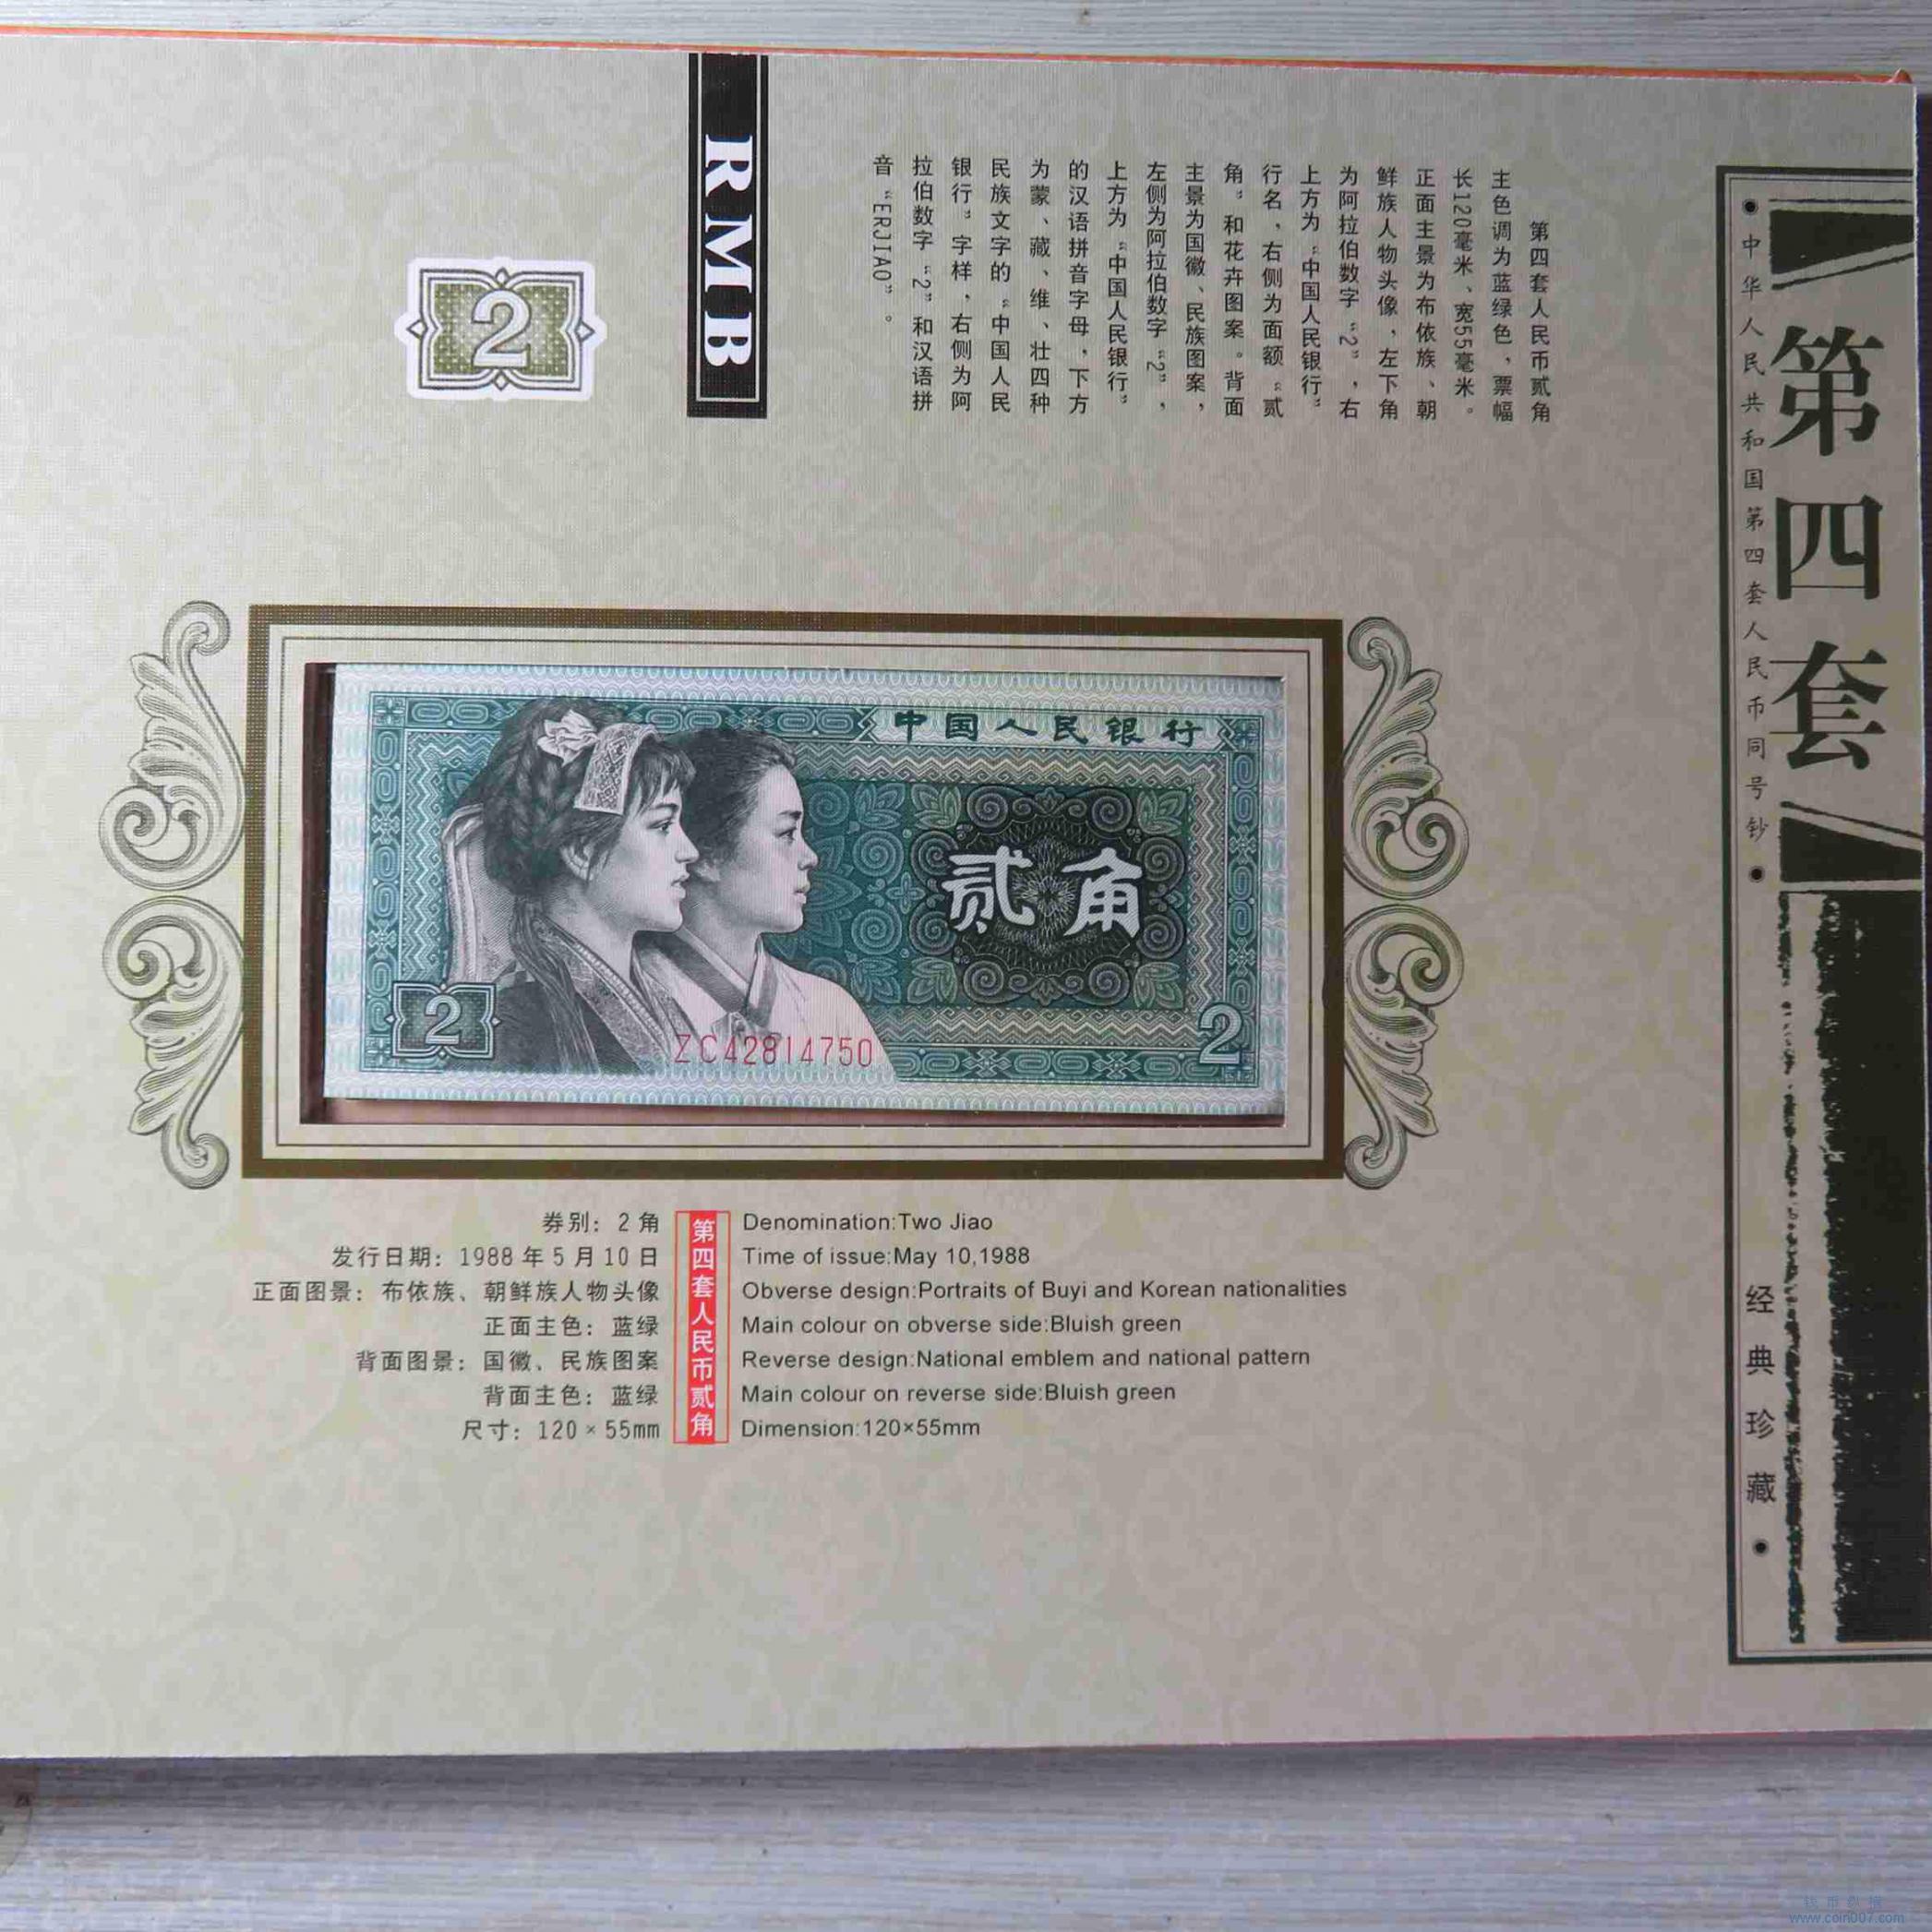 第四套
●中华人民共和国第四套人民币同号钞●
经典珍藏●
第四套人民币贰角
主色调为蓝绿色，票幅
长120毫米、宽55毫米。
正面主景为布依族、朝
鲜族人物头像，左下角
为阿拉伯数字“2”，右
上方为“中国人民银行”
行名，右侧为面额“贰
角”和花卉图案。背面
主景为国徽、民族图案，
左侧为阿拉伯数字“2”，
上方为“中国人民银行”
的汉语拼音字母，下方
为蒙、藏、维、壮四种
民族文字的“中国人民
银行”字样，右侧为阿
拉伯数字“2”和汉语拼
音“ERJIAO”。
RMB
2
中国人民银行
贰角
2
ZC42814750
2
券别：2角
发行日期：1988年5月10日
正面图景：布依族、朝鲜族人物头像
正面主色：蓝绿
背面图景：国徽、民族图案
背面主色：蓝绿
尺寸：120×55mm
第四套人民币贰角
Denomination:Two Jiao
Time of issue:May 10,1988
Obverse design:Portraits of Buyi and Korean nationalities
Main colour on obverse side:Bluish green
Reverse design:National emblem and national pattern
Main colour on reverse side:Bluish green
Dimension:120×55mm
www.coin007.com